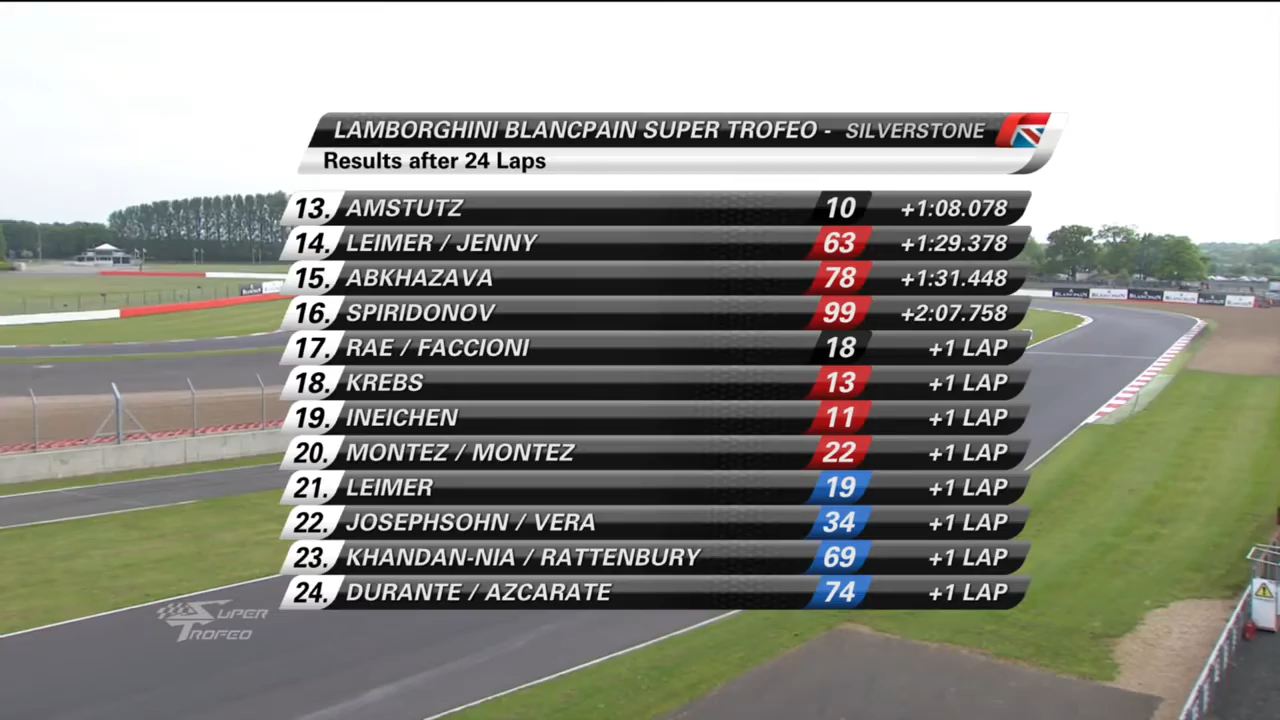 LAMBORGHINI BLANCPAIN SUPER TROFEO - SILVERSTONE
Results after 24 Laps
13. AMSTUTZ 10 +1:08.078
14. LEIMER / JENNY 63 +1:29.378
15. ABKHAZAVA 78 +1:31.448
16. SPIRIDONOV 99 +2:07.758
17. RAE / FACCIONI 18 +1 LAP
18. KREBS 13 +1 LAP
19. INEICHEN 11 +1 LAP
20. MONTEZ / MONTEZ 22 +1 LAP
21. LEIMER 19 +1 LAP
22. JOSEPHSOHN / VERA 34 +1 LAP
23. KHANDAN-NIA / RATTENBURY 69 +1 LAP
24. DURANTE / AZCARATE 74 +1 LAP
SUPER
TROFEO